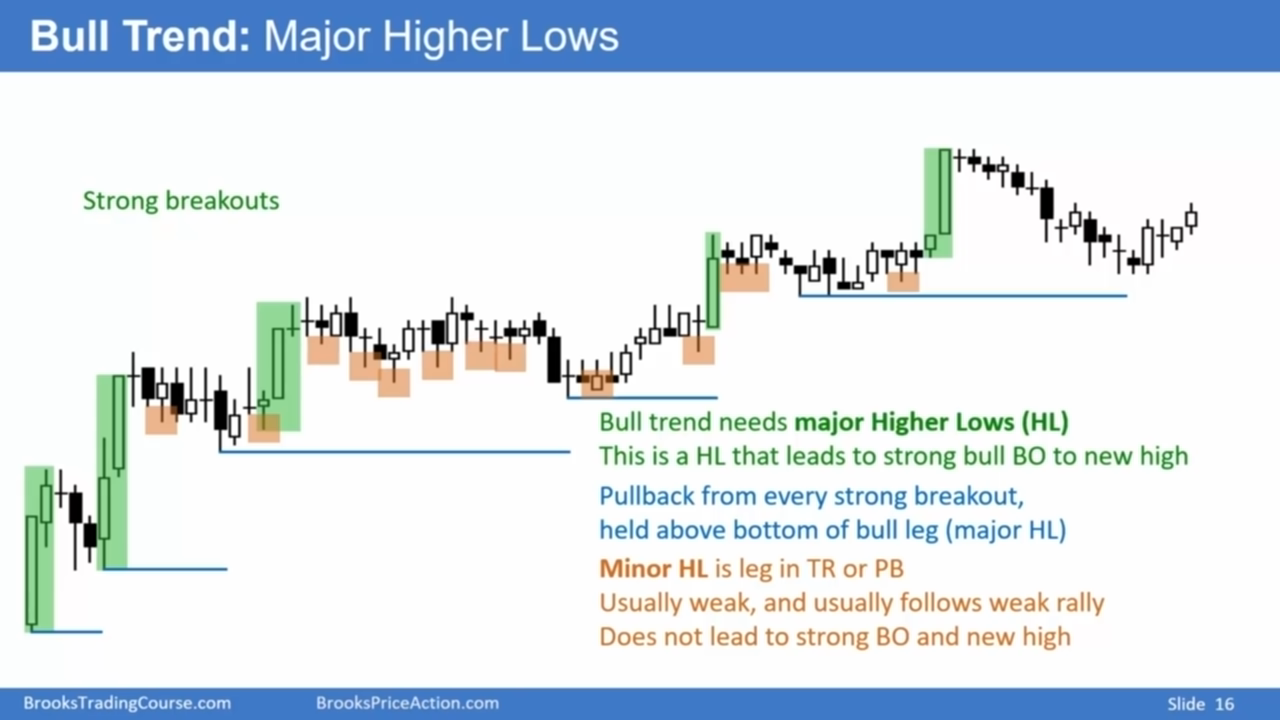 Bull Trend: Major Higher Lows
Strong breakouts
Bull trend needs major Higher Lows (HL)
This is a HL that leads to strong bull BO to new high
Pullback from every strong breakout,
held above bottom of bull leg (major HL)
Minor HL is leg in TR or PB
Usually weak, and usually follows weak rally
Does not lead to strong BO and new high
BrooksTradingCourse.com
BrooksPriceAction.com
Slide 16